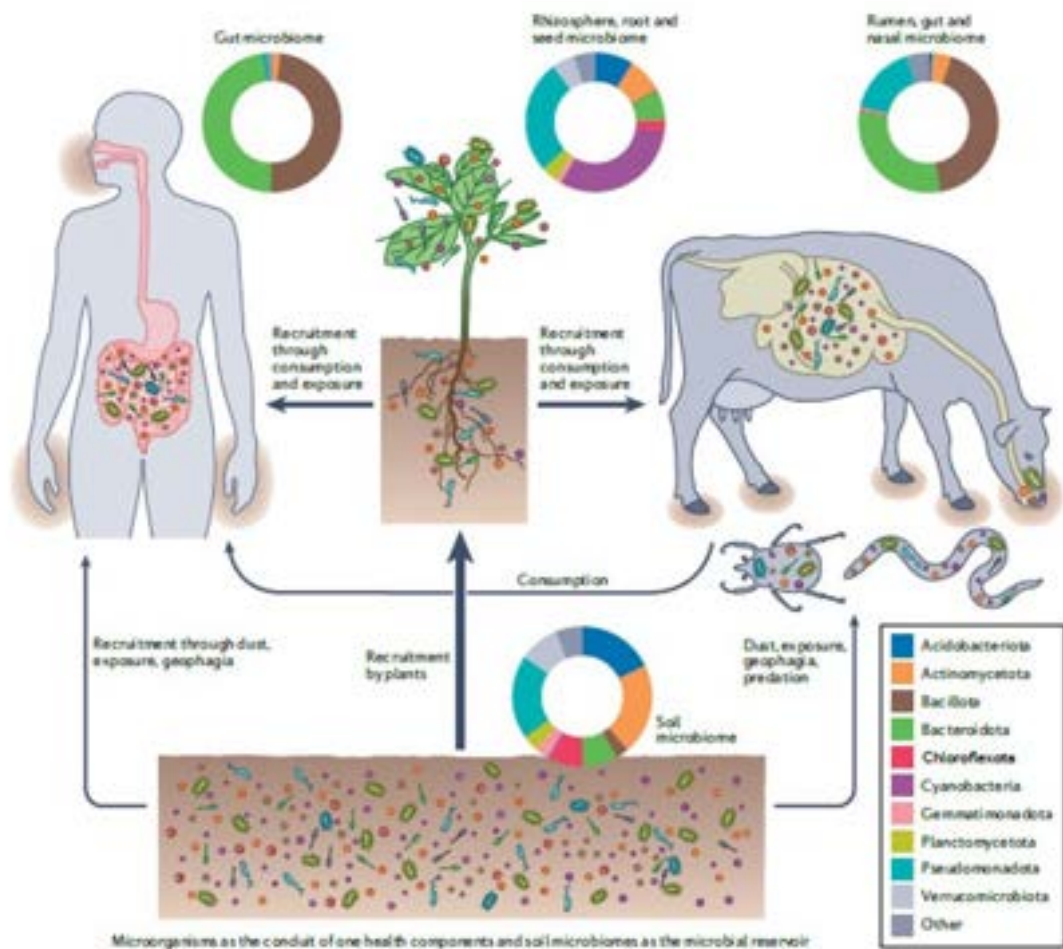 Gut microbiome
Rhizosphere, root and
seed microbiome
Rumen, gut and
nasal microbiome
Recruitment
through
consumption
and exposure
Recruitment
through
consumption
and exposure
Consumption
Recruitment through dust,
exposure, geophagia
Recruitment
by plants
Dust, exposure,
geophagia,
predation
Soil
microbiome
Acidobacteriota
Actinomycetota
Bacillota
Bacteroidota
Chloroflexota
Cyanobacteria
Gemmatimonadota
Planctomycetota
Pseudomonadota
Verrucomicrobiota
Other
Microorganisms as the conduit of one health components and soil microbiomes as the microbial reservoir